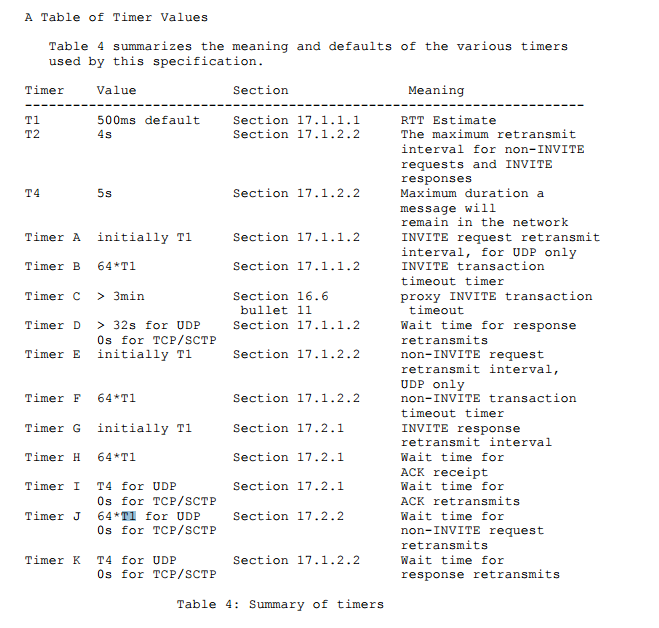 A Table of Timer Values
Table 4 summarizes the meaning and defaults of the various timers
used by this specification.
Timer    Value            Section               Meaning
----------------------------------------------------------------------
T1       500ms default    Section 17.1.1.1     RTT Estimate
T2       4s               Section 17.1.2.2     The maximum retransmit
                                               interval for non-INVITE
                                               requests and INVITE
                                               responses
T4       5s               Section 17.1.2.2     Maximum duration a
                                               message will
                                               remain in the network
Timer A  initially T1     Section 17.1.1.2     INVITE request retransmit
                                               interval, for UDP only
Timer B  64*T1            Section 17.1.1.2     INVITE transaction
                                               timeout timer
Timer C  > 3min           Section 16.6         proxy INVITE transaction
                           bullet 11            timeout
Timer D  > 32s for UDP    Section 17.1.1.2     Wait time for response
         0s for TCP/SCTP                       retransmits
Timer E  initially T1     Section 17.1.2.2     non-INVITE request
                                               retransmit interval,
                                               UDP only
Timer F  64*T1            Section 17.1.2.2     non-INVITE transaction
                                               timeout timer
Timer G  initially T1     Section 17.2.1       INVITE response
                                               retransmit interval
Timer H  64*T1            Section 17.2.1       Wait time for
                                               ACK receipt
Timer I  T4 for UDP       Section 17.2.1       Wait time for
         0s for TCP/SCTP                       ACK retransmits
Timer J  64*T1 for UDP    Section 17.2.2       Wait time for
         0s for TCP/SCTP                       non-INVITE request
                                               retransmits
Timer K  T4 for UDP       Section 17.1.2.2     Wait time for
         0s for TCP/SCTP                       response retransmits
Table 4: Summary of timers